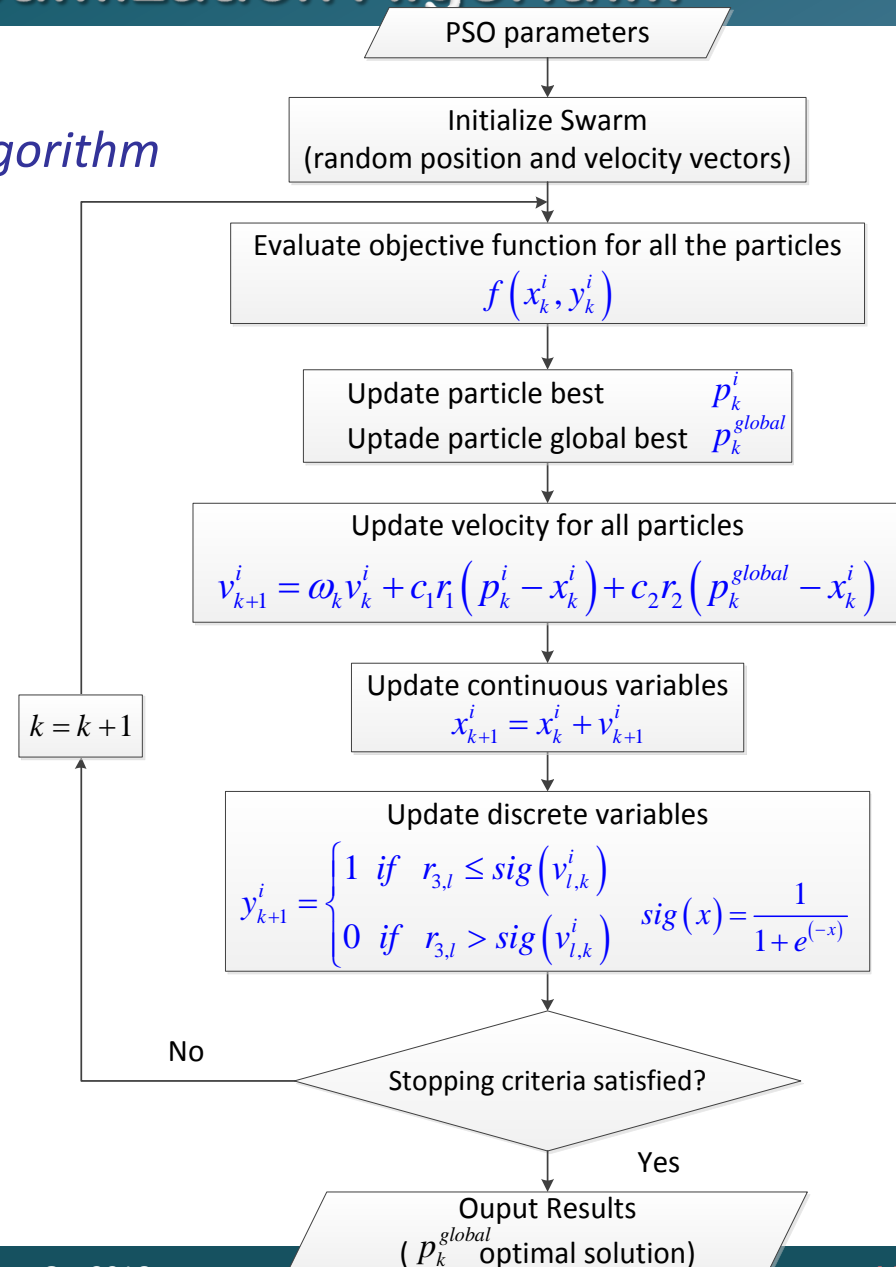 PSO parameters
gorithm
Initialize Swarm
(random position and velocity vectors)
Evaluate objective function for all the particles
f(x_k^i, y_k^i)
Update particle best p_k^i
Uptade particle global best p_k^{global}
Update velocity for all particles
v_{k+1}^i = ω_k v_k^i + c_1 r_1 (p_k^i − x_k^i) + c_2 r_2 (p_k^{global} − x_k^i)
Update continuous variables
x_{k+1}^i = x_k^i + v_{k+1}^i
k = k + 1
Update discrete variables
y_{k+1}^i = { 1 if r_{3,l} ≤ sig(v_{l,k}^i)
0 if r_{3,l} > sig(v_{l,k}^i) sig(x) = 1 / (1 + e^{(−x)})
No
Stopping criteria satisfied?
Yes
Ouput Results
( p_k^{global} optimal solution)